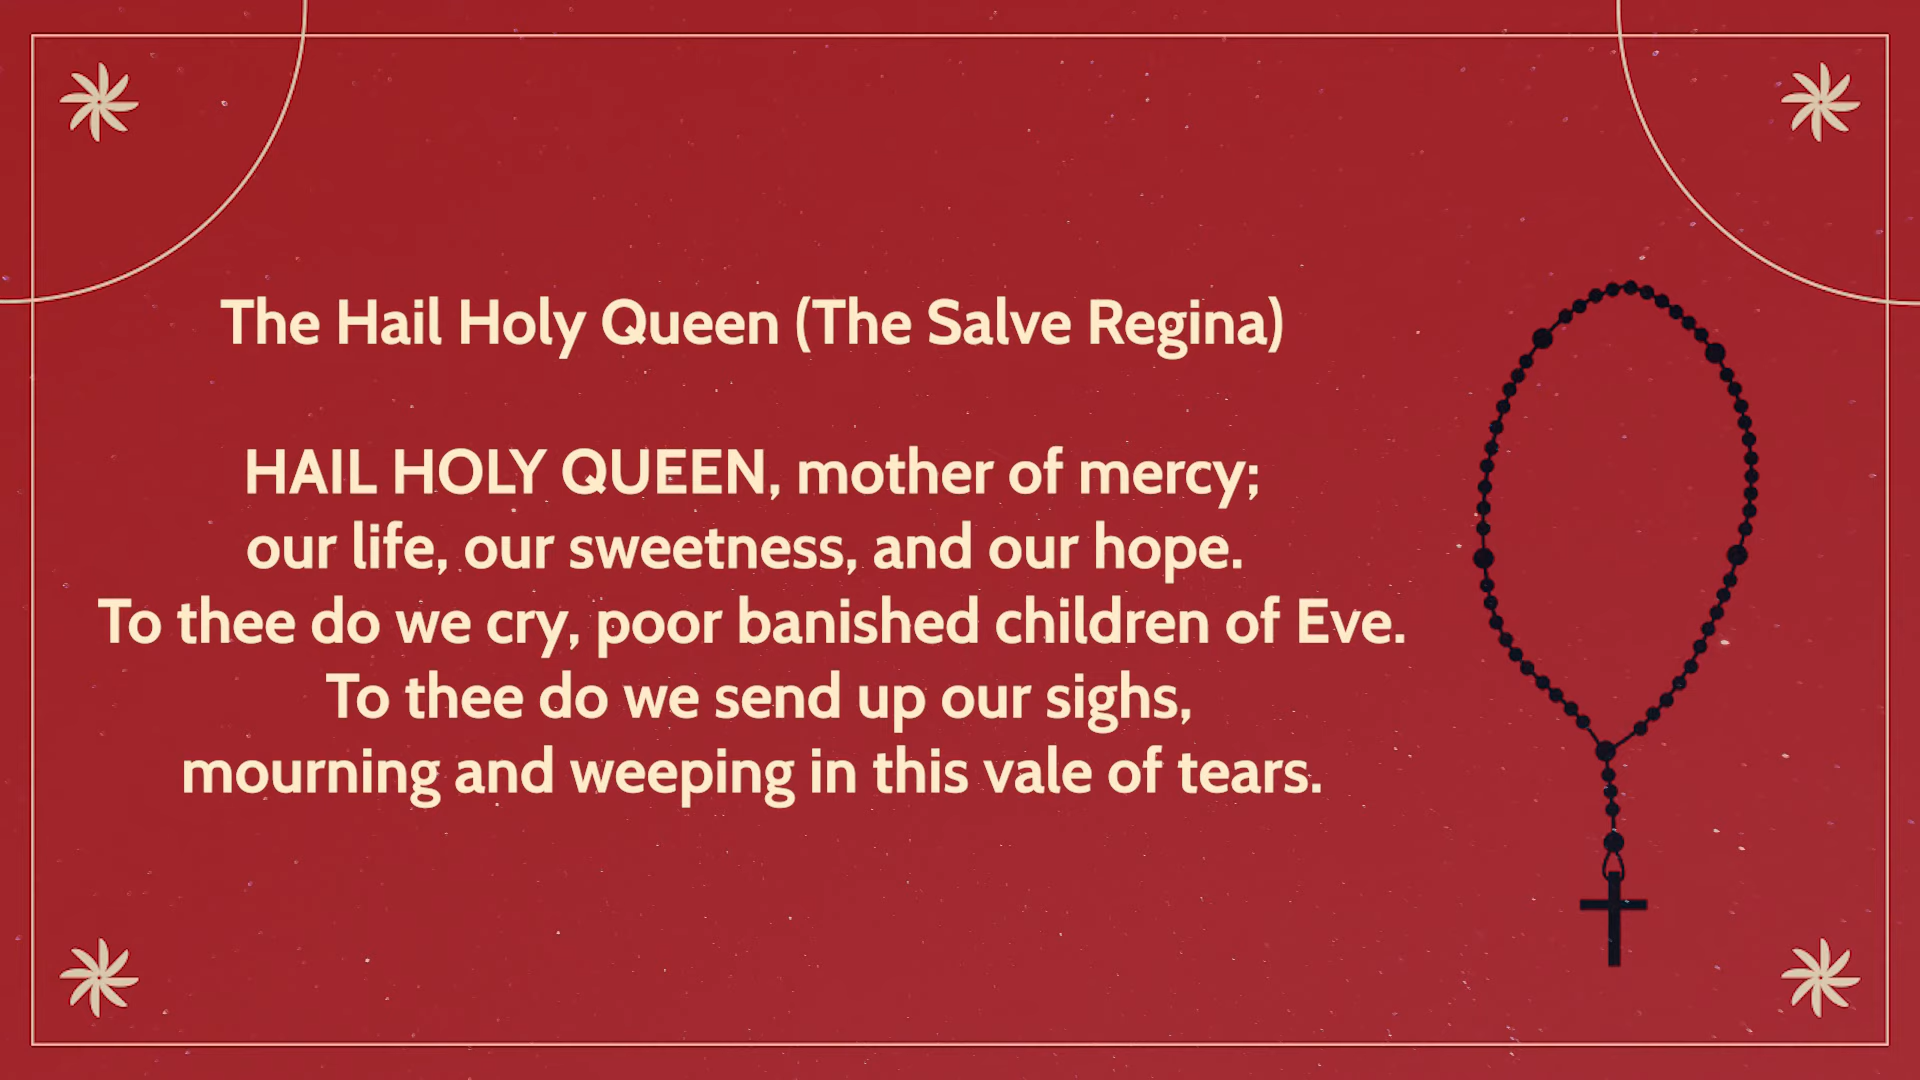 The Hail Holy Queen (The Salve Regina)
HAIL HOLY QUEEN, mother of mercy;
our life, our sweetness, and our hope.
To thee do we cry, poor banished children of Eve.
To thee do we send up our sighs,
mourning and weeping in this vale of tears.